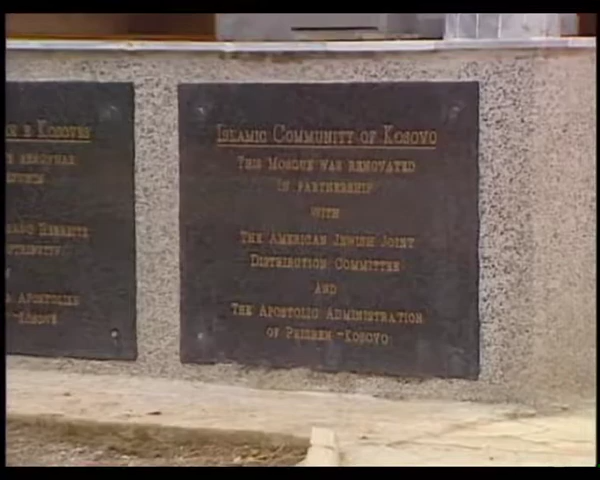 E KOSOVES
ISLAMIC COMMUNITY OF KOSOVO
THIS MOSQUE WAS RENOVATED
IN PARTNERSHIP
WITH
THE AMERICAN JEWISH JOINT
DISTRIBUTION COMMITTEE
AND
THE APOSTOLIC ADMINISTRATION
OF PRIZREN - KOSOVO